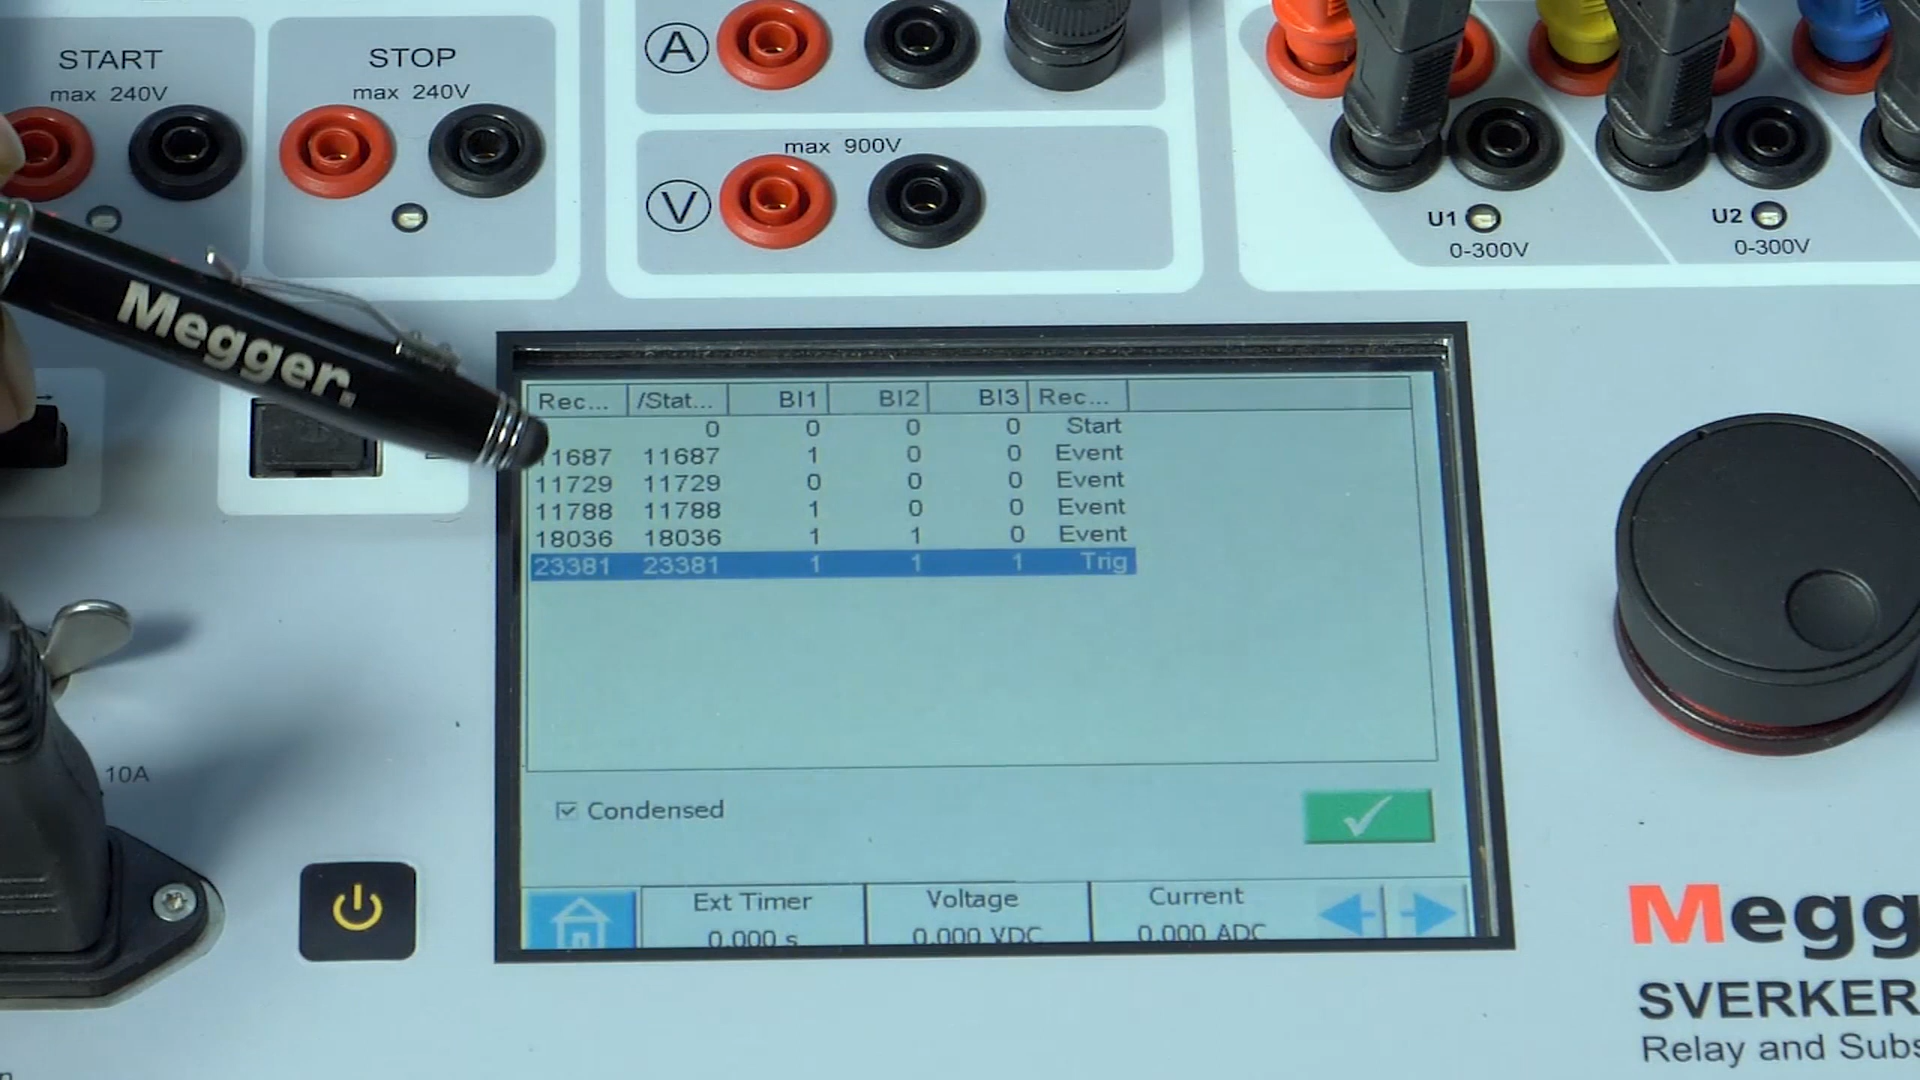 START
max 240V
STOP
max 240V
A
max 900V
V
U1
0-300V
U2
0-300V
Megger.
Rec... /Stat... BI1 BI2 BI3 Rec...
0 0 0 0 Start
11687 11687 1 0 0 Event
11729 11729 0 0 0 Event
11788 11788 1 0 0 Event
18036 18036 1 1 0 Event
23381 23381 1 1 1 Trig
10A
Condensed
Ext Timer Voltage Current
0.000 s 0.000 VDC 0.000 ADC
Megg
SVERKER
Relay and Subs